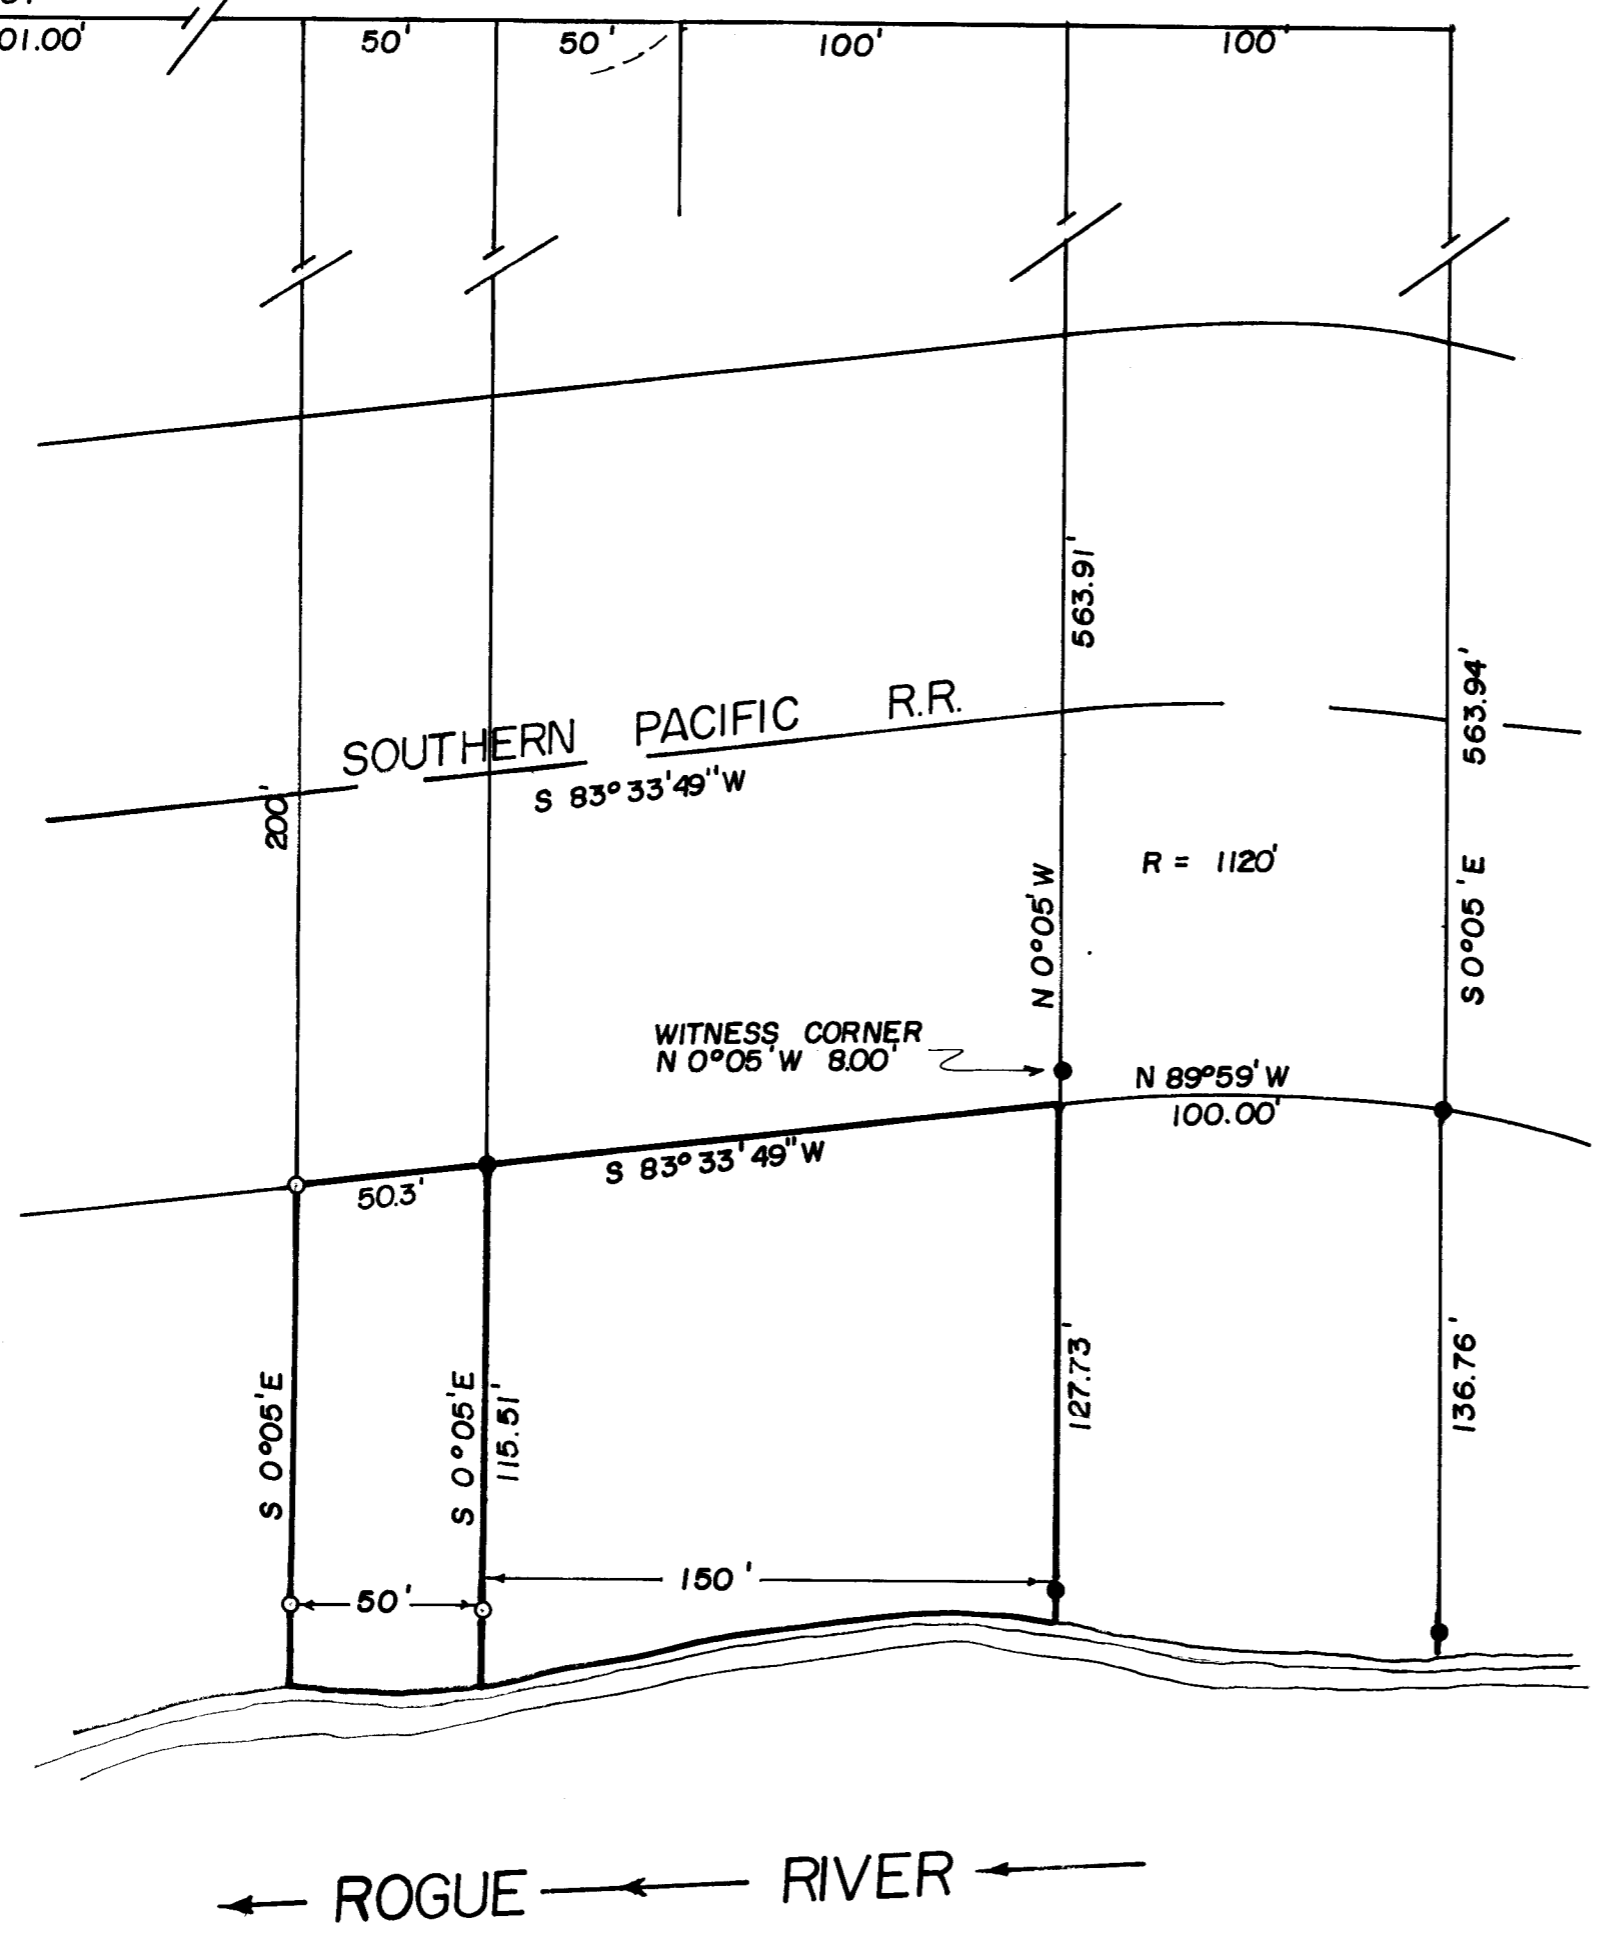 01.00'
50'
50'
100'
100'
563.91'
563.94'
SOUTHERN PACIFIC R.R.
S 83° 33' 49" W
200'
R = 1120'
N 0°05' W
S 0°05' E
WITNESS CORNER
N 0°05' W 8.00'
N 89°59' W
100.00'
S 83° 33' 49" W
50.3'
S 0°05' E
S 0°05' E
115.51'
127.73'
136.76'
50'
150'
ROGUE RIVER